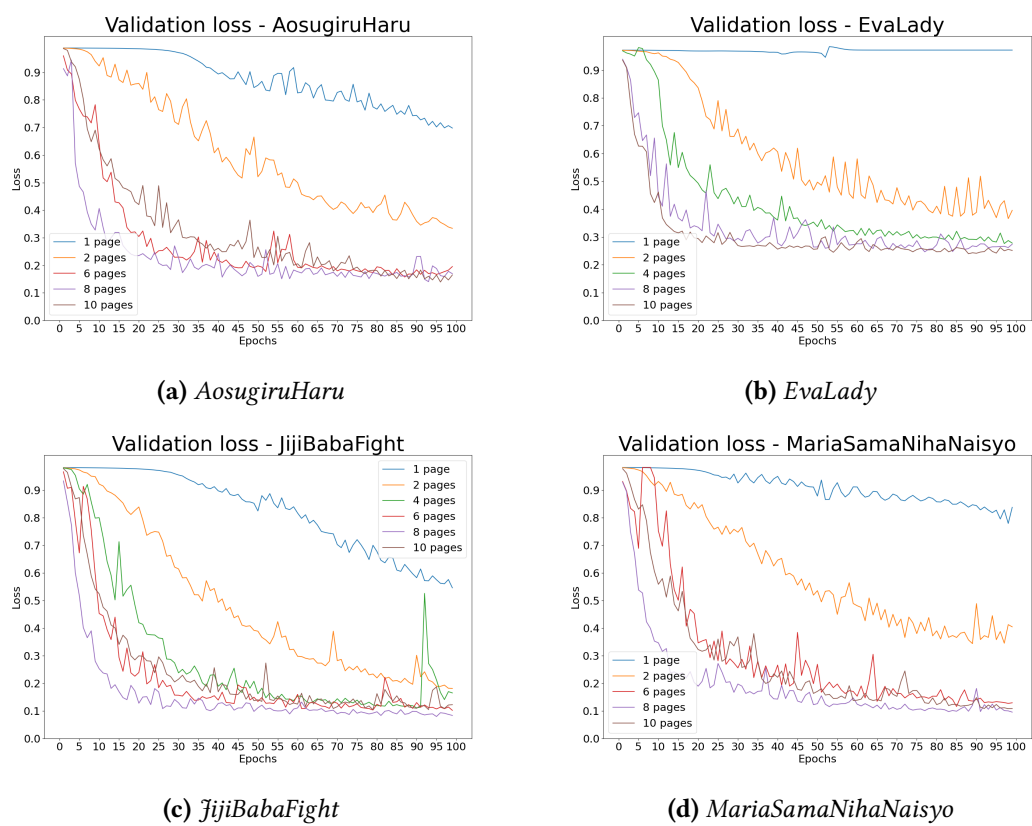 Validation loss - AosugiruHaru
Loss
0.9
0.8
0.7
0.6
0.5
0.4
0.3
0.2
0.1
0.0
1 page
2 pages
6 pages
8 pages
10 pages
0 5 10 15 20 25 30 35 40 45 50 55 60 65 70 75 80 85 90 95 100
Epochs
(a) AosugiruHaru
Validation loss - EvaLady
Loss
0.9
0.8
0.7
0.6
0.5
0.4
0.3
0.2
0.1
0.0
1 page
2 pages
4 pages
8 pages
10 pages
0 5 10 15 20 25 30 35 40 45 50 55 60 65 70 75 80 85 90 95 100
Epochs
(b) EvaLady
Validation loss - JijiBabaFight
Loss
0.9
0.8
0.7
0.6
0.5
0.4
0.3
0.2
0.1
0.0
1 page
2 pages
4 pages
6 pages
8 pages
10 pages
0 5 10 15 20 25 30 35 40 45 50 55 60 65 70 75 80 85 90 95 100
Epochs
(c) JijiBabaFight
Validation loss - MariaSamaNihaNaisyo
Loss
0.9
0.8
0.7
0.6
0.5
0.4
0.3
0.2
0.1
0.0
1 page
2 pages
6 pages
8 pages
10 pages
0 5 10 15 20 25 30 35 40 45 50 55 60 65 70 75 80 85 90 95 100
Epochs
(d) MariaSamaNihaNaisyo